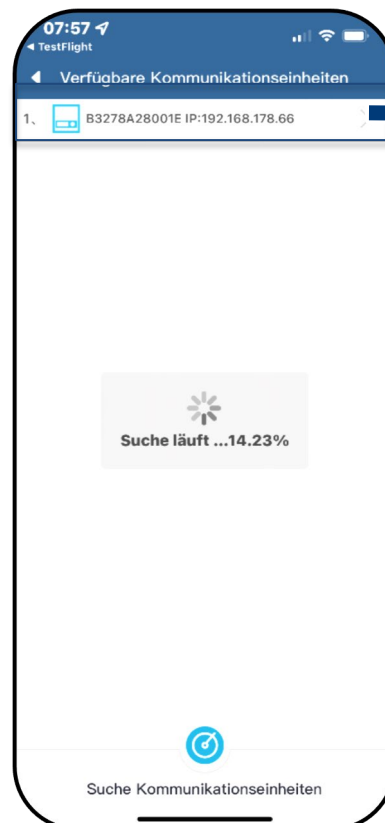 07:57
◀ TestFlight
Verfügbare Kommunikationseinheiten
1、 B3278A28001E IP:192.168.178.66
Suche läuft ...14.23%
Suche Kommunikationseinheiten